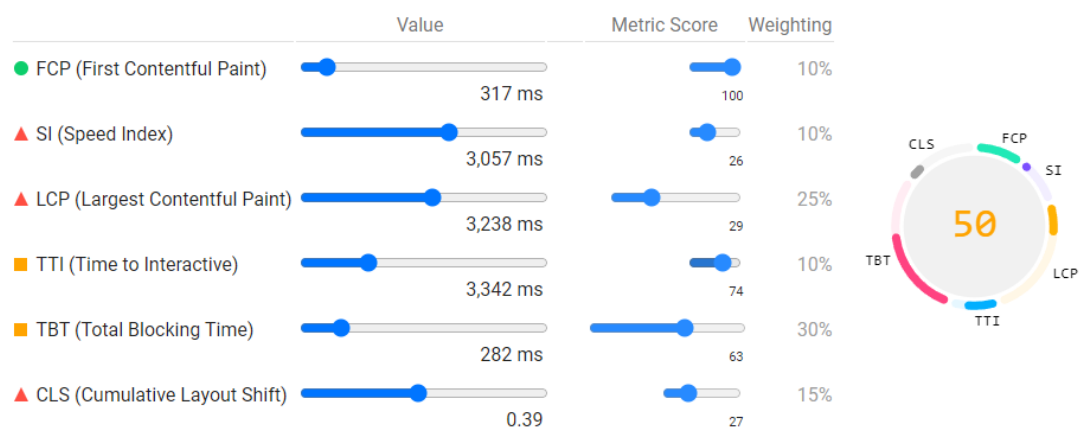 Value Metric Score Weighting
FCP (First Contentful Paint) 10%
317 ms 100
SI (Speed Index) 10%
3,057 ms 26
LCP (Largest Contentful Paint) 25%
3,238 ms 29
TTI (Time to Interactive) 10%
3,342 ms 74
TBT (Total Blocking Time) 30%
282 ms 63
CLS (Cumulative Layout Shift) 15%
0.39 27
FCP
CLS
SI
50
TBT
LCP
TTI